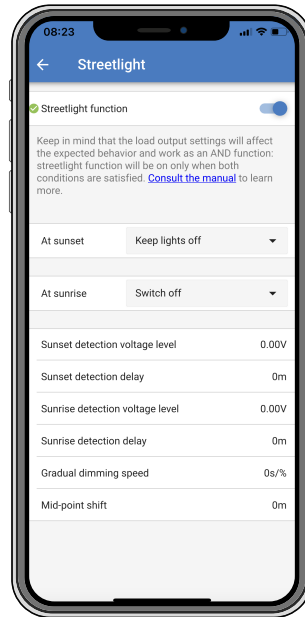 08:23
Streetlight
Streetlight function
Keep in mind that the load output settings will affect
the expected behavior and work as an AND function:
streetlight function will be on only when both
conditions are satisfied. Consult the manual to learn
more.
At sunset Keep lights off
At sunrise Switch off
Sunset detection voltage level 0.00V
Sunset detection delay 0m
Sunrise detection voltage level 0.00V
Sunrise detection delay 0m
Gradual dimming speed 0s/%
Mid-point shift 0m